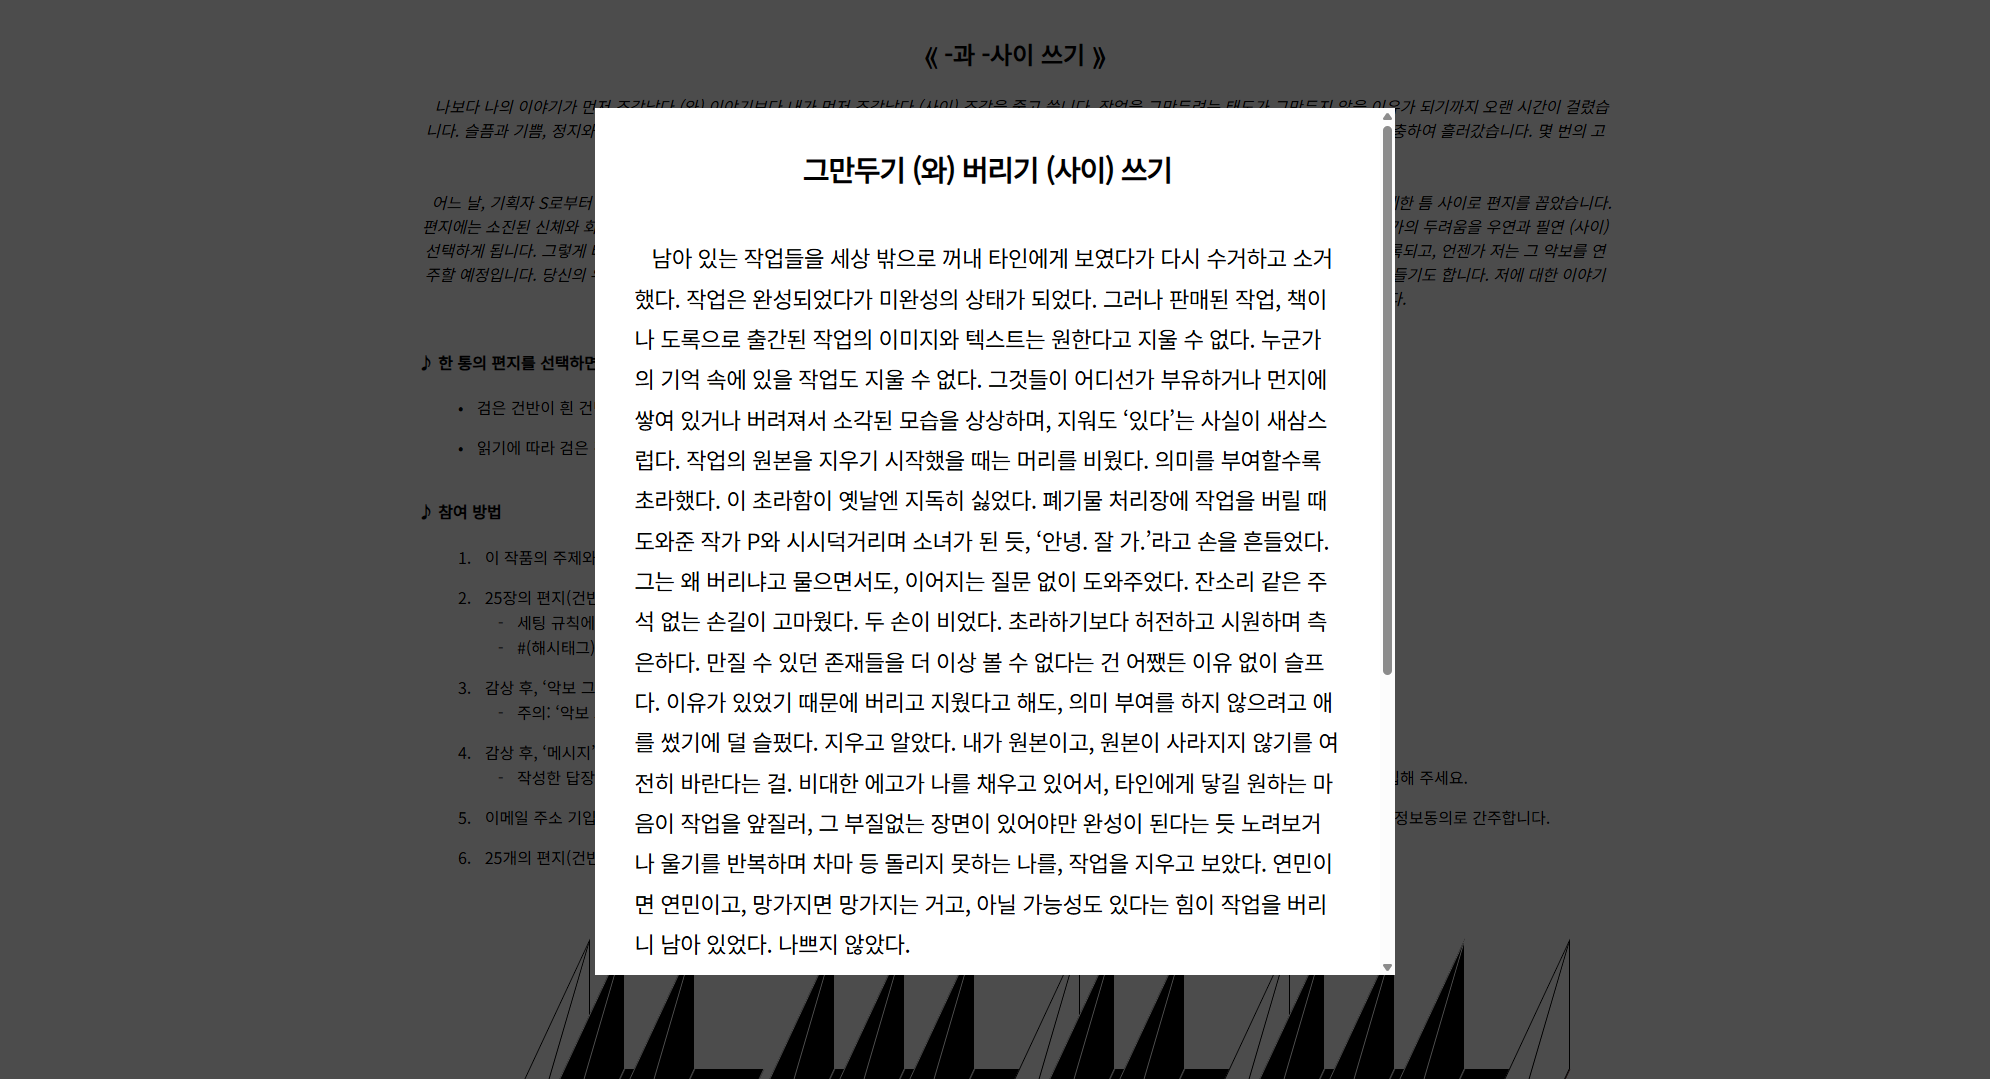 《 -과 -사이 쓰기 》
나보다 나의 이야기가 먼저 조각났다 (와) 이야기보다 내가 먼저 조각났다 (사이) 조각을 줍고 씁니다. 작업을 그만두려는 태도가 그만두지 않을 이유가 되기까지 오랜 시간이 걸렸습
니다. 슬픔과 기쁨, 정지와
충하여 흘러갔습니다. 몇 번의 고
어느 날, 기획자 S로부터
한 틈 사이로 편지를 꼽았습니다.
편지에는 소진된 신체와
가의 두려움을 우연과 필연 (사이)
선택하게 됩니다. 그렇게
록되고, 언젠가 저는 그 악보를 연
주할 예정입니다. 당신의
들기도 합니다. 저에 대한 이야기
다.
♪ 한 통의 편지를 선택하면
• 검은 건반이 흰 건
• 읽기에 따라 검은
♪ 참여 방법
1. 이 작품의 주제와
2. 25장의 편지(건반
- 세팅 규칙에
- #(해시태그)
3. 감상 후, ‘악보 그
- 주의: ‘악보
4. 감상 후, ‘메시지’
- 작성한 답장
해 주세요.
5. 이메일 주소 기입
정보동의로 간주합니다.
6. 25개의 편지(건반
그만두기 (와) 버리기 (사이) 쓰기
남아 있는 작업들을 세상 밖으로 꺼내 타인에게 보였다가 다시 수거하고 소거
했다. 작업은 완성되었다가 미완성의 상태가 되었다. 그러나 판매된 작업, 책이
나 도록으로 출간된 작업의 이미지와 텍스트는 원한다고 지울 수 없다. 누군가
의 기억 속에 있을 작업도 지울 수 없다. 그것들이 어디선가 부유하거나 먼지에
쌓여 있거나 버려져서 소각된 모습을 상상하며, 지워도 ‘있다’는 사실이 새삼스
럽다. 작업의 원본을 지우기 시작했을 때는 머리를 비웠다. 의미를 부여할수록
초라했다. 이 초라함이 옛날엔 지독히 싫었다. 폐기물 처리장에 작업을 버릴 때
도와준 작가 P와 시시덕거리며 소녀가 된 듯, ‘안녕. 잘 가.’라고 손을 흔들었다.
그는 왜 버리냐고 물으면서도, 이어지는 질문 없이 도와주었다. 잔소리 같은 주
석 없는 손길이 고마웠다. 두 손이 비었다. 초라하기보다 허전하고 시원하며 측
은하다. 만질 수 있던 존재들을 더 이상 볼 수 없다는 건 어쨌든 이유 없이 슬프
다. 이유가 있었기 때문에 버리고 지웠다고 해도, 의미 부여를 하지 않으려고 애
를 썼기에 덜 슬펐다. 지우고 알았다. 내가 원본이고, 원본이 사라지지 않기를 여
전히 바란다는 걸. 비대한 에고가 나를 채우고 있어서, 타인에게 닿길 원하는 마
음이 작업을 앞질러, 그 부질없는 장면이 있어야만 완성이 된다는 듯 노려보거
나 울기를 반복하며 차마 등 돌리지 못하는 나를, 작업을 지우고 보았다. 연민이
면 연민이고, 망가지면 망가지는 거고, 아닐 가능성도 있다는 힘이 작업을 버리
니 남아 있었다. 나쁘지 않았다.